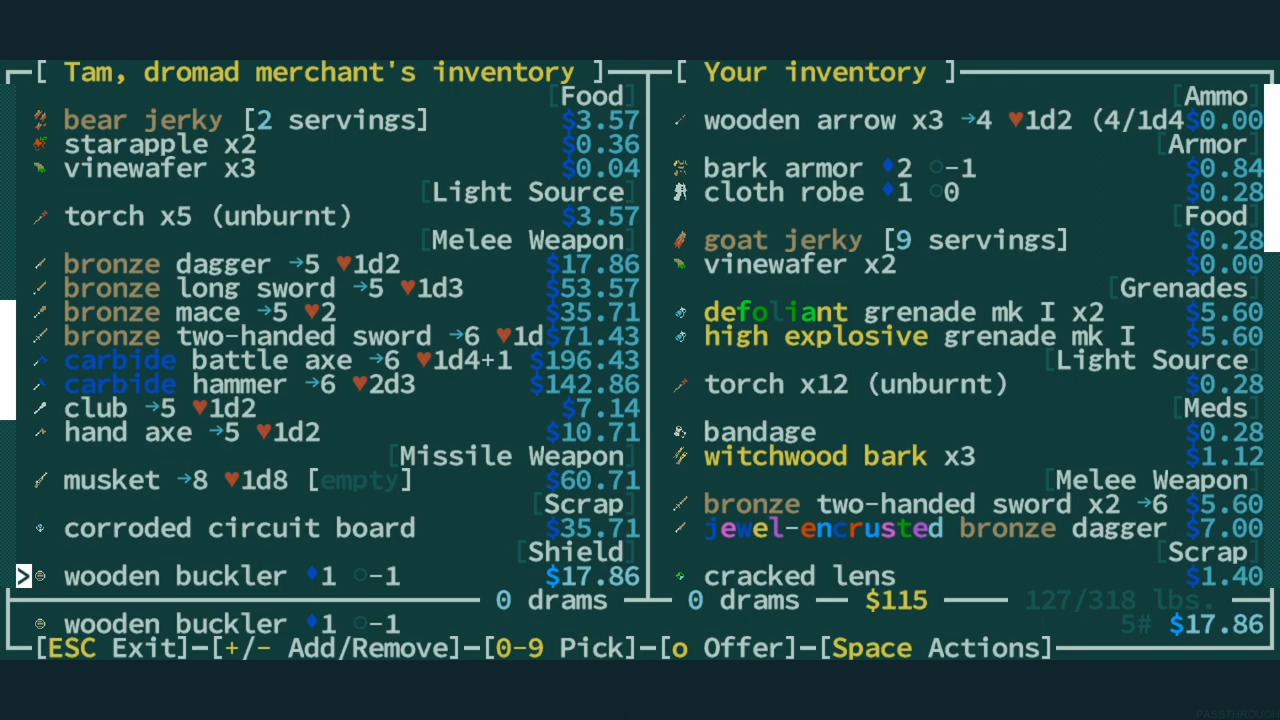 [ Tam, dromad merchant's inventory ]
[Food]
bear jerky [2 servings] $3.57
starapple x2 $0.36
vinewafer x3 $0.04
[Light Source]
torch x5 (unburnt) $3.57
[Melee Weapon]
bronze dagger →5 ♥1d2 $17.86
bronze long sword →5 ♥1d3 $53.57
bronze mace →5 ♥2 $35.71
bronze two-handed sword →6 ♥1d $71.43
carbide battle axe →6 ♥1d4+1 $196.43
carbide hammer →6 ♥2d3 $142.86
club →5 ♥1d2 $7.14
hand axe →5 ♥1d2 $10.71
[Missile Weapon]
musket →8 ♥1d8 [empty] $60.71
[Scrap]
corroded circuit board $35.71
[Shield]
> wooden buckler ♦1 ○-1 $17.86
0 drams
[ Your inventory ]
[Ammo]
wooden arrow x3 →4 ♥1d2 (4/1d4 $0.00
[Armor]
bark armor ♦2 ○-1 $0.84
cloth robe ♦1 ○0 $0.28
[Food]
goat jerky [9 servings] $0.28
vinewafer x2 $0.00
[Grenades]
defoliant grenade mk I x2 $5.60
high explosive grenade mk I $5.60
[Light Source]
torch x12 (unburnt) $0.28
[Meds]
bandage $0.28
witchwood bark x3 $1.12
[Melee Weapon]
bronze two-handed sword x2 →6 $5.60
jewel-encrusted bronze dagger $7.00
[Scrap]
cracked lens $1.40
0 drams $115 127/318 lbs.
wooden buckler ♦1 ○-1 5# $17.86
[ESC Exit]-[+/- Add/Remove]-[0-9 Pick]-[o Offer]-[Space Actions]